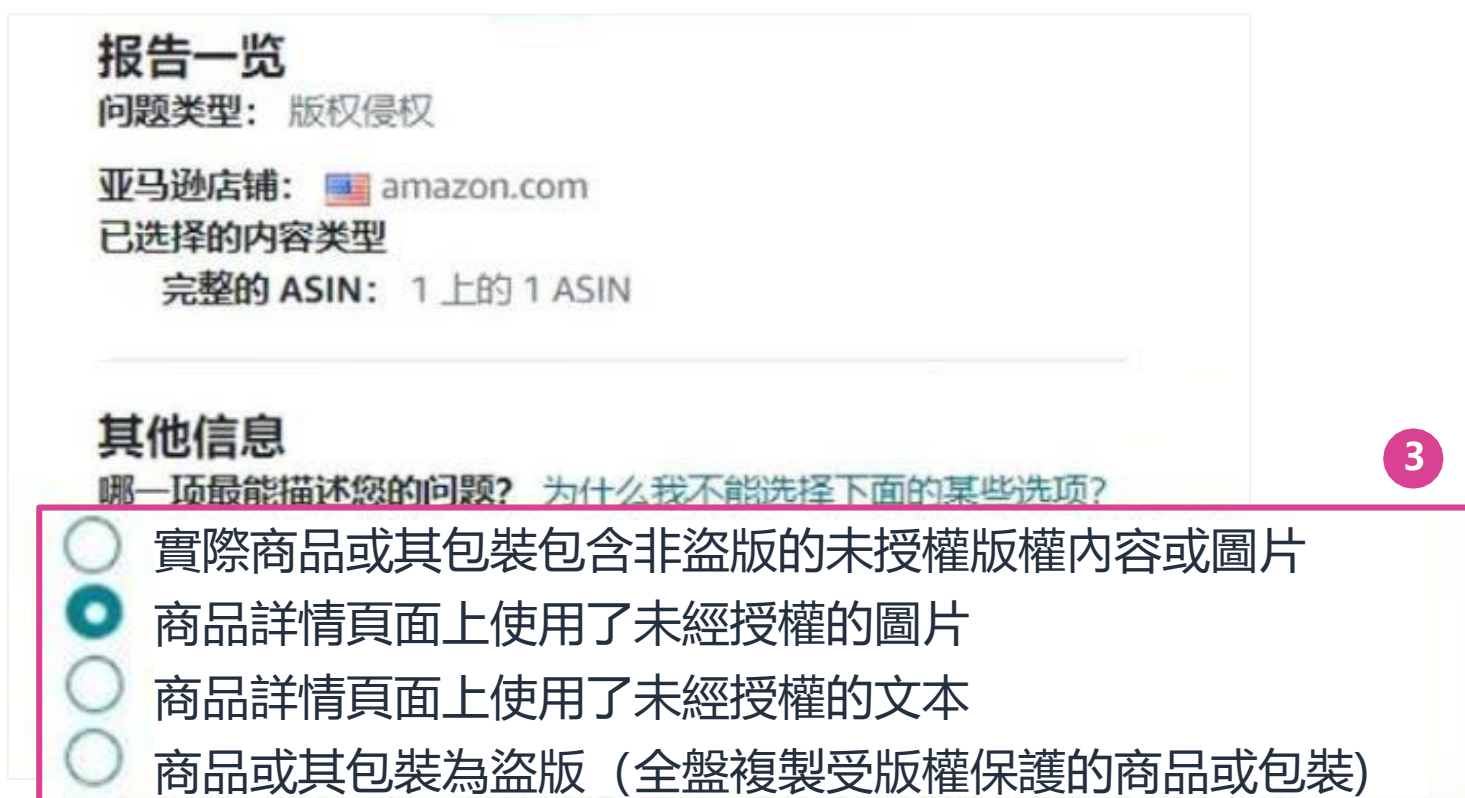 报告一览
问题类型： 版权侵权
亚马逊店铺： amazon.com
已选择的内容类型
完整的 ASIN： 1 上的 1 ASIN
其他信息
3
哪一项最能描述您的问题? 为什么我不能选择下面的某些选项?
實際商品或其包裝包含非盜版的未授權版權內容或圖片
商品詳情頁面上使用了未經授權的圖片
商品詳情頁面上使用了未經授權的文本
商品或其包裝為盜版（全盤複製受版權保護的商品或包裝)